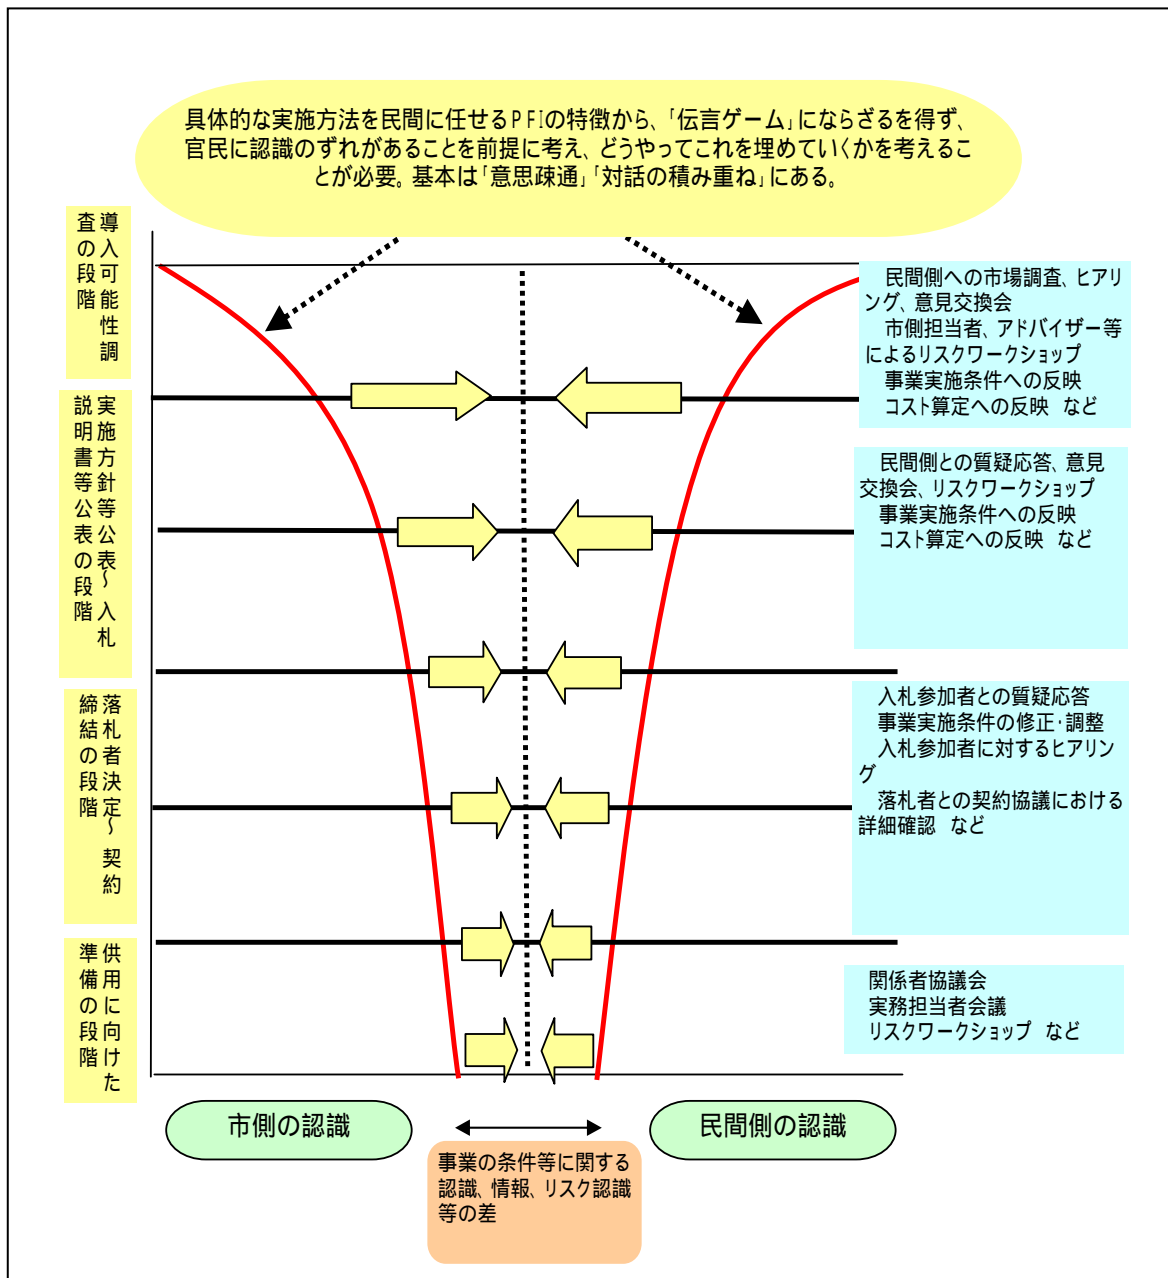 具体的な実施方法を民間に任せるPFIの特徴から、「伝言ゲーム」にならざるを得ず、
官民に認識のずれがあることを前提に考え、どうやってこれを埋めていくかを考えるこ
とが必要。基本は「意思疎通」「対話の積み重ね」にある。
導入可能性調
査の段階
民間側への市場調査、ヒアリ
ング、意見交換会
市側担当者、アドバイザー等
によるリスクワークショップ
事業実施条件への反映
コスト算定への反映 など
実施方針等公表～入札
説明書等公表の段階
民間側との質疑応答、意見
交換会、リスクワークショップ
事業実施条件への反映
コスト算定への反映 など
落札者決定～契約
締結の段階
入札参加者との質疑応答
事業実施条件の修正・調整
入札参加者に対するヒアリン
グ
落札者との契約協議における
詳細確認 など
供用に向けた
準備の段階
関係者協議会
実務担当者会議
リスクワークショップ など
市側の認識
民間側の認識
事業の条件等に関する
認識、情報、リスク認識
等の差